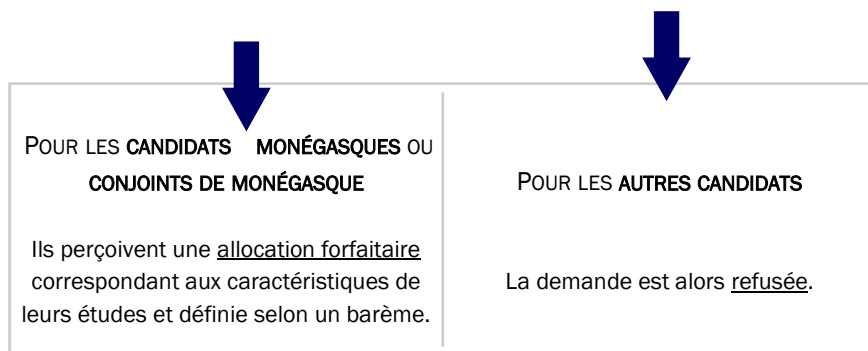 POUR LES CANDIDATS MONÉGASQUES OU
CONJOINTS DE MONÉGASQUE
Ils perçoivent une allocation forfaitaire
correspondant aux caractéristiques de
leurs études et définie selon un barème.
POUR LES AUTRES CANDIDATS
La demande est alors refusée.